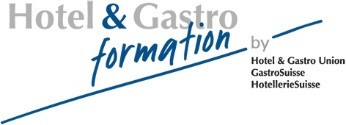 Hotel & Gastro
formation by
Hotel & Gastro Union
GastroSuisse
HotellerieSuisse